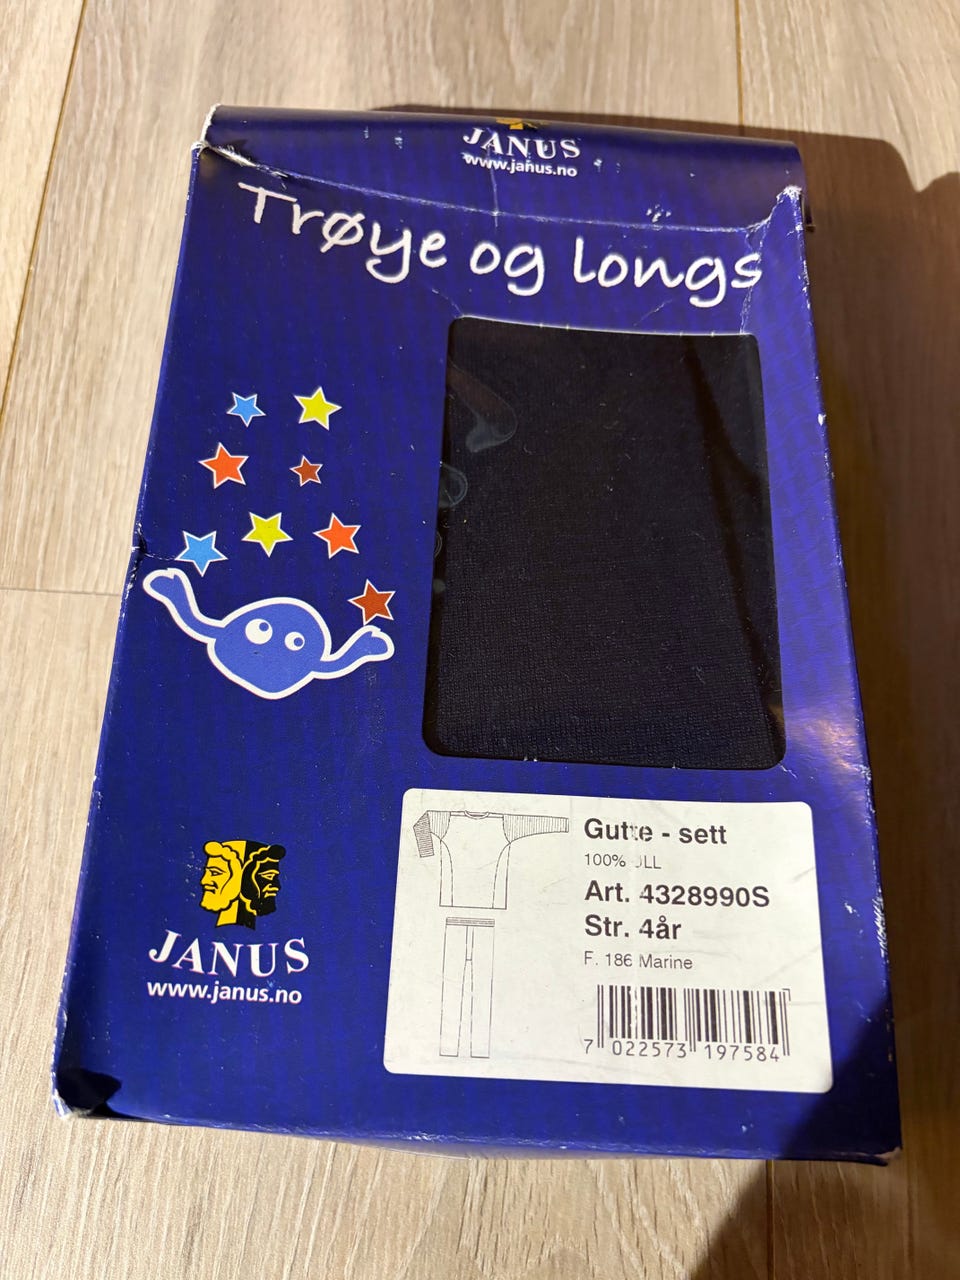 JANUS
www.janus.no
Trøye og longs
Gutte - sett
100%
Art. 4328990S
Str. 4år
F. 186 Marine
7 022573 197584
JANUS
www.janus.no